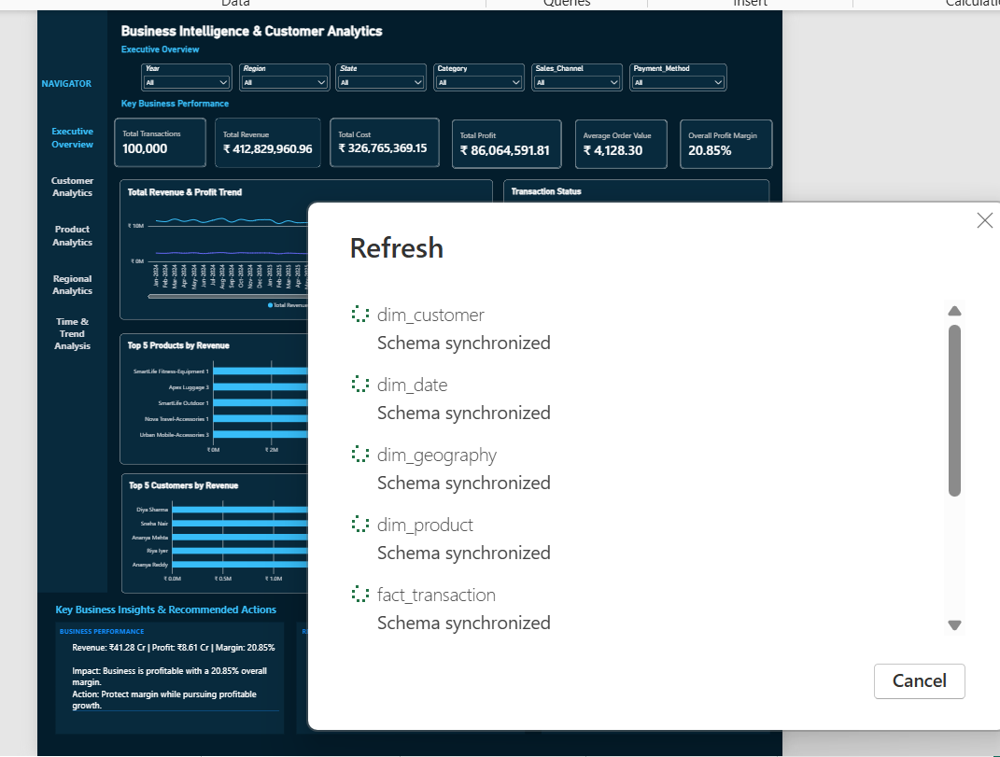 Data
Queries
Insert
Calculati
Business Intelligence & Customer Analytics
Executive Overview
Year
Region
State
Category
Sales_Channel
Payment_Method
All
All
All
All
All
All
NAVIGATOR
Executive
Overview
Customer
Analytics
Product
Analytics
Regional
Analytics
Time &
Trend
Analysis
Key Business Performance
Total Transactions
100,000
Total Revenue
₹ 412,829,960.96
Total Cost
₹ 326,765,369.15
Total Profit
₹ 86,064,591.81
Average Order Value
₹ 4,128.30
Overall Profit Margin
20.85%
Total Revenue & Profit Trend
₹ 10M
₹ 0M
Jan-2024
Feb-2024
Mar-2024
Apr-2024
May-2024
Jun-2024
Jul-2024
Aug-2024
Sep-2024
Oct-2024
Nov-2024
Dec-2024
Jan-2025
Feb-2025
Mar-2025
Apr-2025
Total Revenue
Transaction Status
Top 5 Products by Revenue
SmartLife Fitness-Equipment 1
Apex Luggage 3
SmartLife Outdoor 1
Nova Travel-Accessories 1
Urban Mobile-Accessories 3
₹ 0M
₹ 2M
Top 5 Customers by Revenue
Diya Sharma
Sneha Nair
Ananya Mehta
Riya Iyer
Ananya Reddy
₹ 0.0M
₹ 0.5M
₹ 1.0M
Key Business Insights & Recommended Actions
BUSINESS PERFORMANCE
Revenue: ₹41.28 Cr | Profit: ₹8.61 Cr | Margin: 20.85%
Impact: Business is profitable with a 20.85% overall
margin.
Action: Protect margin while pursuing profitable
growth.
Refresh
dim_customer
Schema synchronized
dim_date
Schema synchronized
dim_geography
Schema synchronized
dim_product
Schema synchronized
fact_transaction
Schema synchronized
Cancel